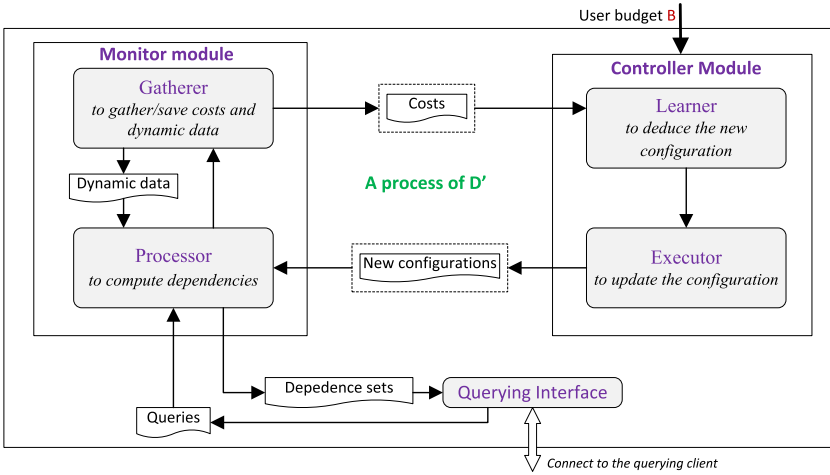 User budget B
Monitor module
Controller Module
Gatherer
to gather/save costs and
dynamic data
Costs
Learner
to deduce the new
configuration
Dynamic data
A process of D’
Processor
to compute dependencies
New configurations
Executor
to update the configuration
Depedence sets
Querying Interface
Queries
Connect to the querying client